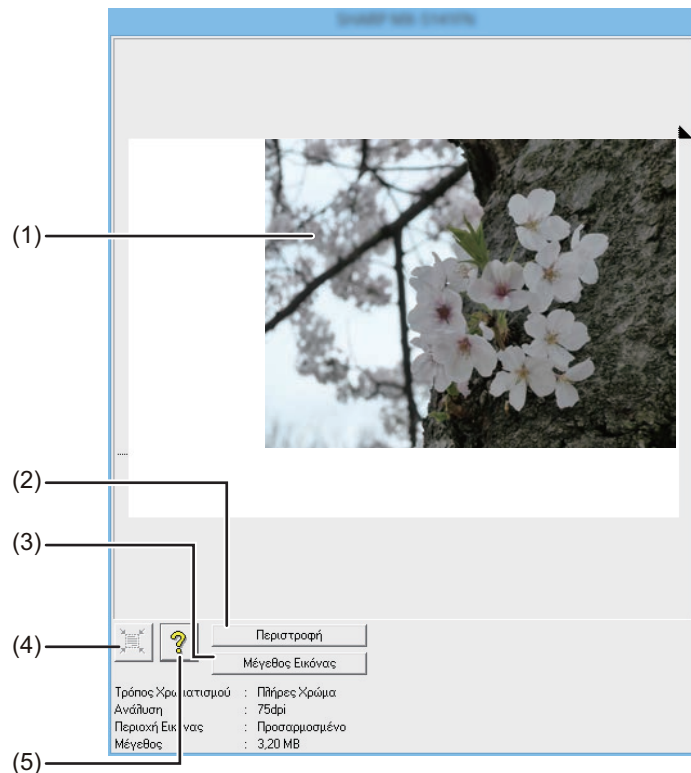 (1)
(2)
(3)
(4)
(5)
Περιστροφή
Μέγεθος Εικόνας
Τρόπος Χρωματισμού : Πλήρες Χρώμα
Ανάλυση : 75dpi
Περιοχή Εικόνας : Προσαρμοσμένο
Μέγεθος : 3,20 MB